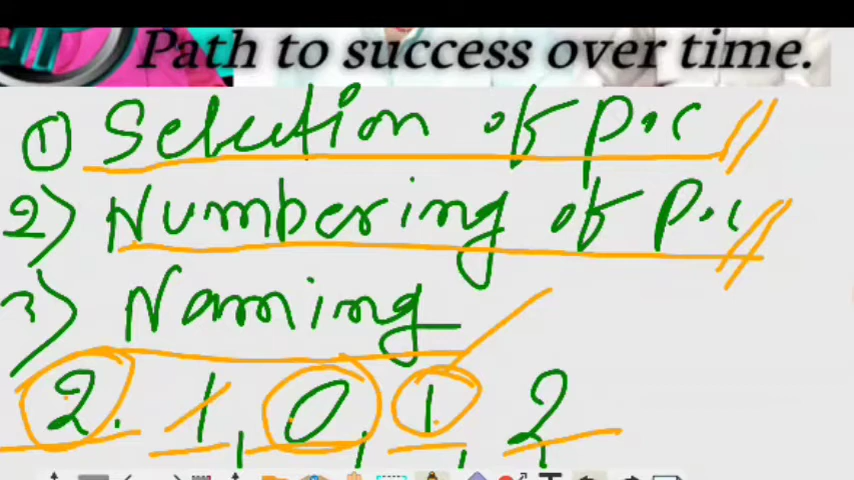 Path to success over time.
① Selection of P.C
2) Numbering of P.C
3) Naming
2. 1, 0, 1, 2